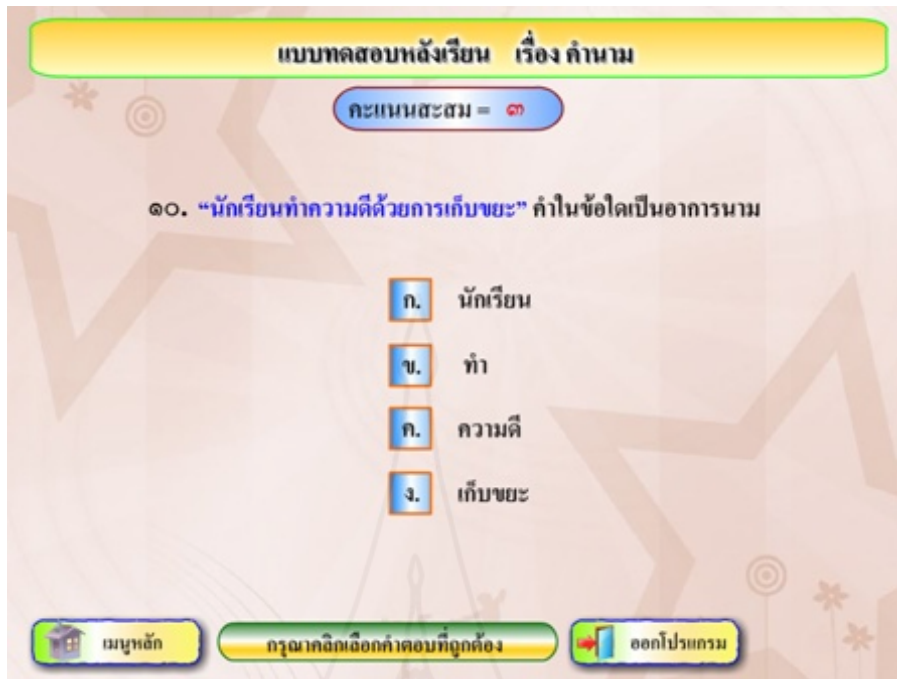 แบบทดสอบหลังเรียน เรื่อง คำนาม
คะแนนสะสม = ๓
๑๐. “นักเรียนทำความดีด้วยการเก็บขยะ” คำในข้อใดเป็นอาการนาม
ก. นักเรียน
ข. ทำ
ค. ความดี
ง. เก็บขยะ
เมนูหลัก กรุณาคลิกเลือกคำตอบที่ถูกต้อง ออกโปรแกรม